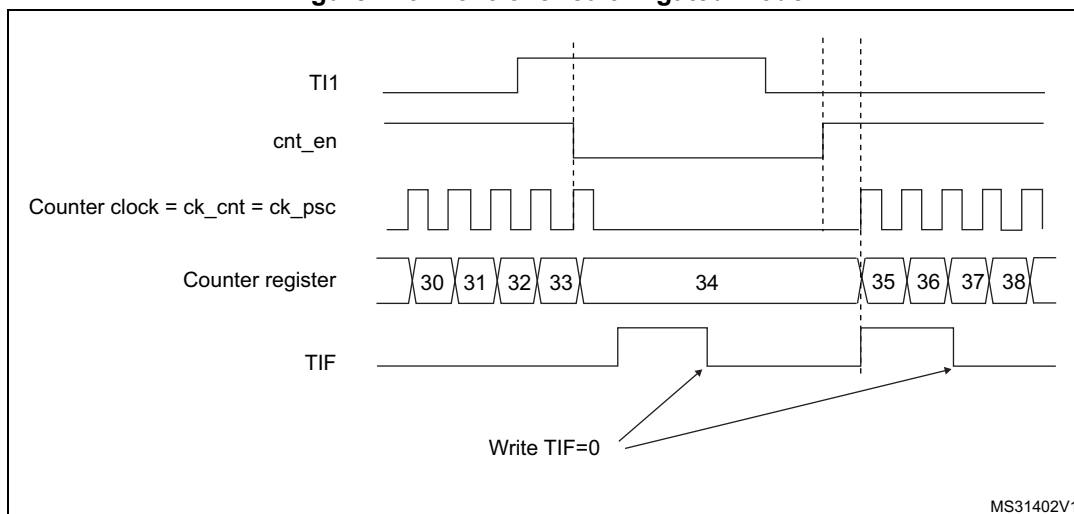 TI1
cnt_en
Counter clock = ck_cnt = ck_psc
Counter register
30 31 32 33 34 35 36 37 38
TIF
Write TIF=0
MS31402V1